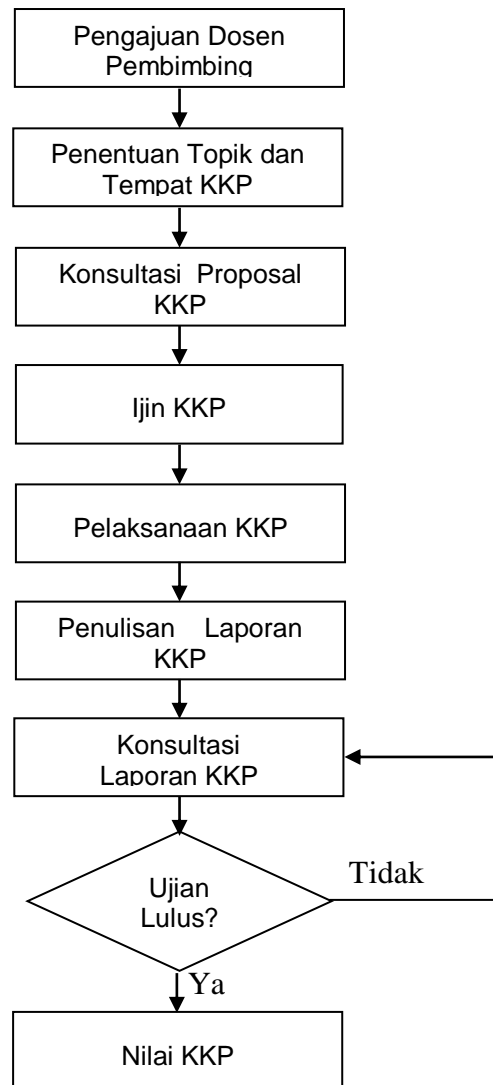 Pengajuan Dosen
Pembimbing
Penentuan Topik dan
Tempat KKP
Konsultasi Proposal
KKP
Ijin KKP
Pelaksanaan KKP
Penulisan Laporan
KKP
Konsultasi
Laporan KKP
Ujian
Lulus?
Tidak
Ya
Nilai KKP